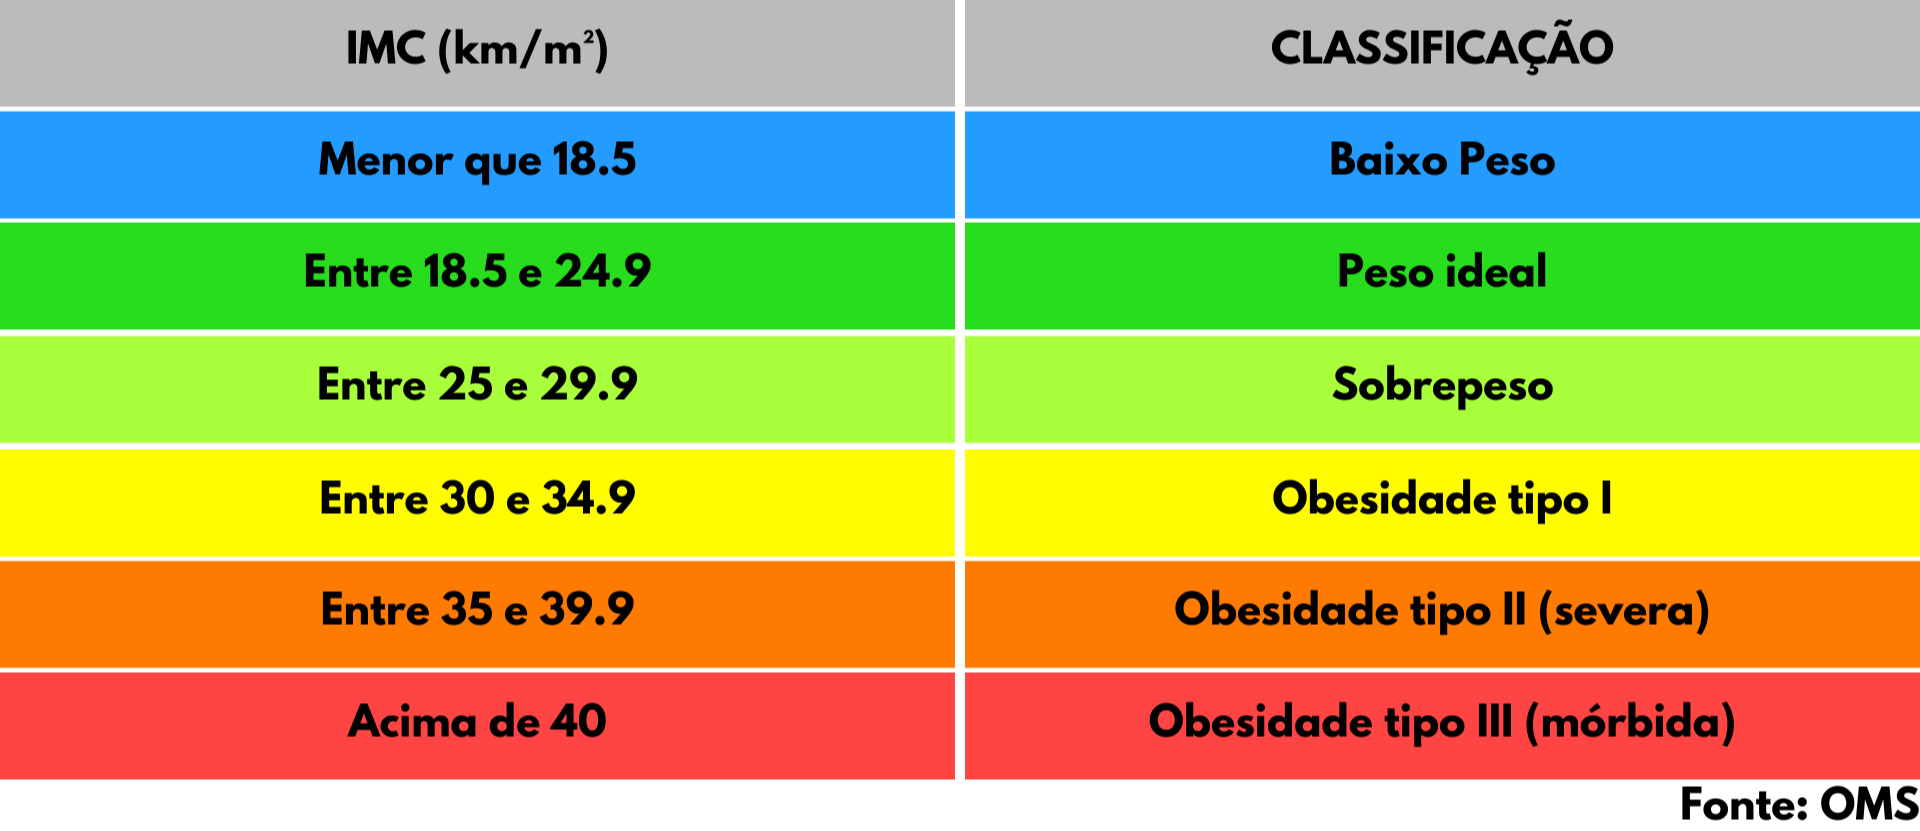 IMC (km/m²) CLASSIFICAÇÃO
Menor que 18.5 Baixo Peso
Entre 18.5 e 24.9 Peso ideal
Entre 25 e 29.9 Sobrepeso
Entre 30 e 34.9 Obesidade tipo I
Entre 35 e 39.9 Obesidade tipo II (severa)
Acima de 40 Obesidade tipo III (mórbida)
Fonte: OMS